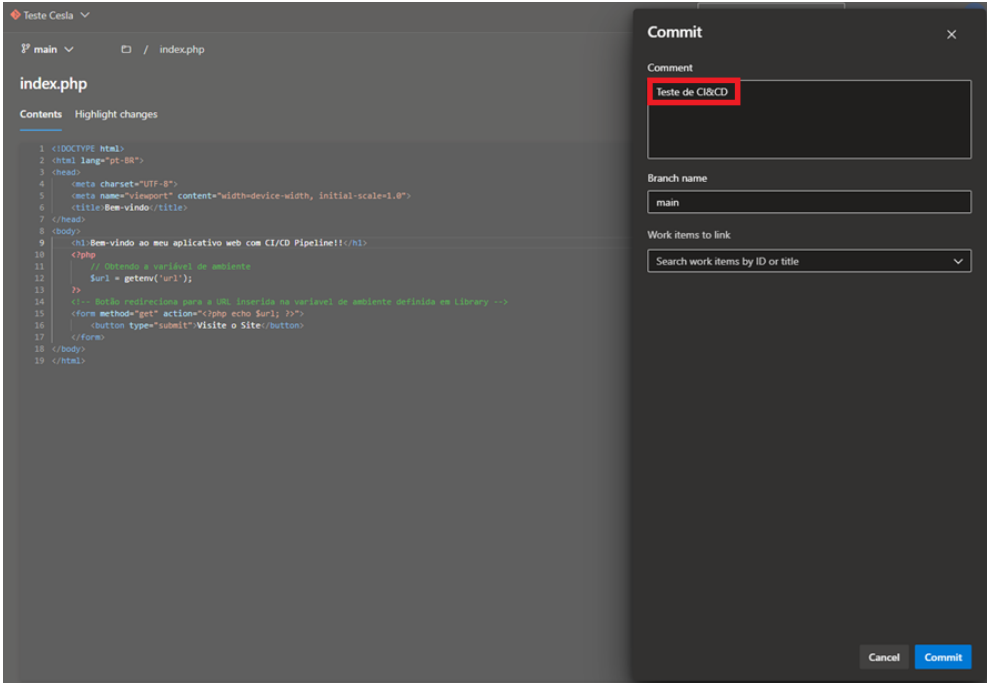 Teste Cesla
main
/ index.php
index.php
Contents Highlight changes
1 <!DOCTYPE html>
2 <html lang="pt-BR">
3 <head>
4 <meta charset="UTF-8">
5 <meta name="viewport" content="width=device-width, initial-scale=1.0">
6 <title>Bem-vindo</title>
7 </head>
8 <body>
9 <h1>Bem-vindo ao meu aplicativo web com CI/CD Pipeline!!</h1>
10 <?php
11 // Obtendo a variável de ambiente
12 $url = getenv('url');
13 ?>
14 <!-- Botão redireciona para a URL inserida na variavel de ambiente definida em Library -->
15 <form method="get" action="<?php echo $url; ?>">
16 <button type="submit">Visite o Site</button>
17 </form>
18 </body>
19 </html>
Commit
Comment
Teste de CI&CD
Branch name
main
Work items to link
Search work items by ID or title
Cancel Commit